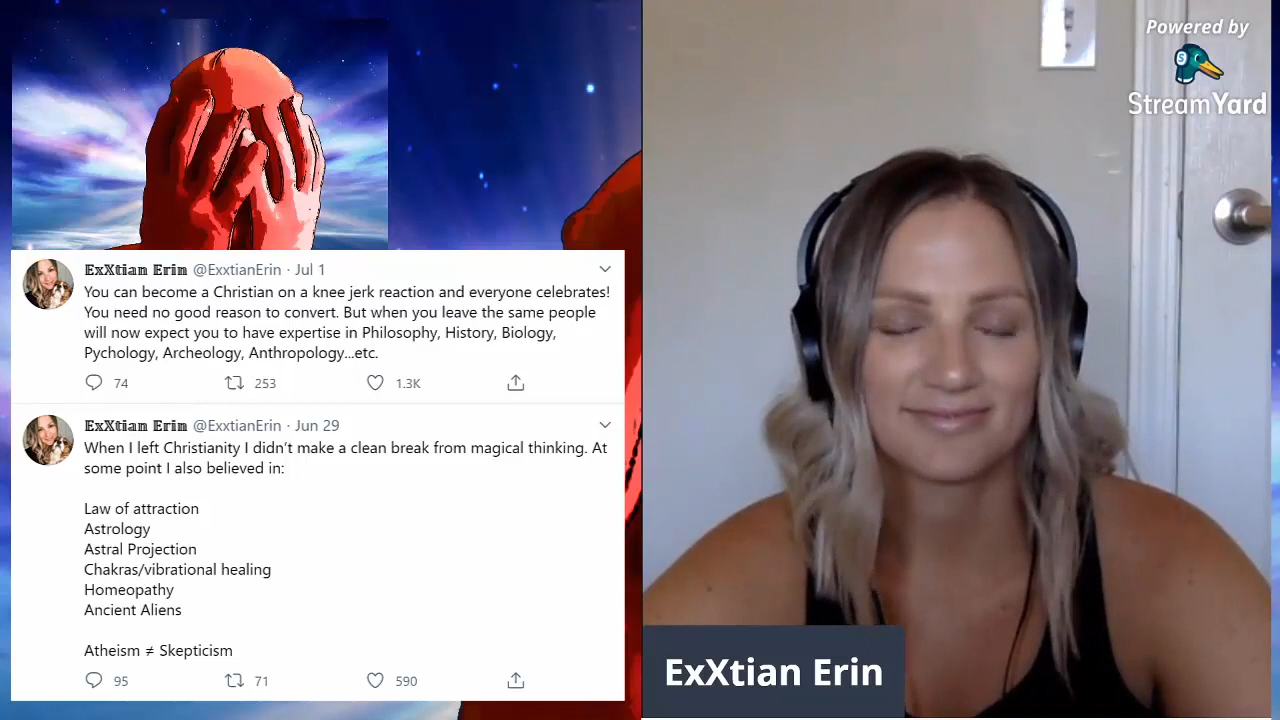 ExXtian Erin @ExxtianErin · Jul 1
You can become a Christian on a knee jerk reaction and everyone celebrates!
You need no good reason to convert. But when you leave the same people
will now expect you to have expertise in Philosophy, History, Biology,
Pychology, Archeology, Anthropology...etc.
74 253 1.3K
ExXtian Erin @ExxtianErin · Jun 29
When I left Christianity I didn't make a clean break from magical thinking. At
some point I also believed in:
Law of attraction
Astrology
Astral Projection
Chakras/vibrational healing
Homeopathy
Ancient Aliens
Atheism ≠ Skepticism
95 71 590
Powered by
StreamYard
ExXtian Erin